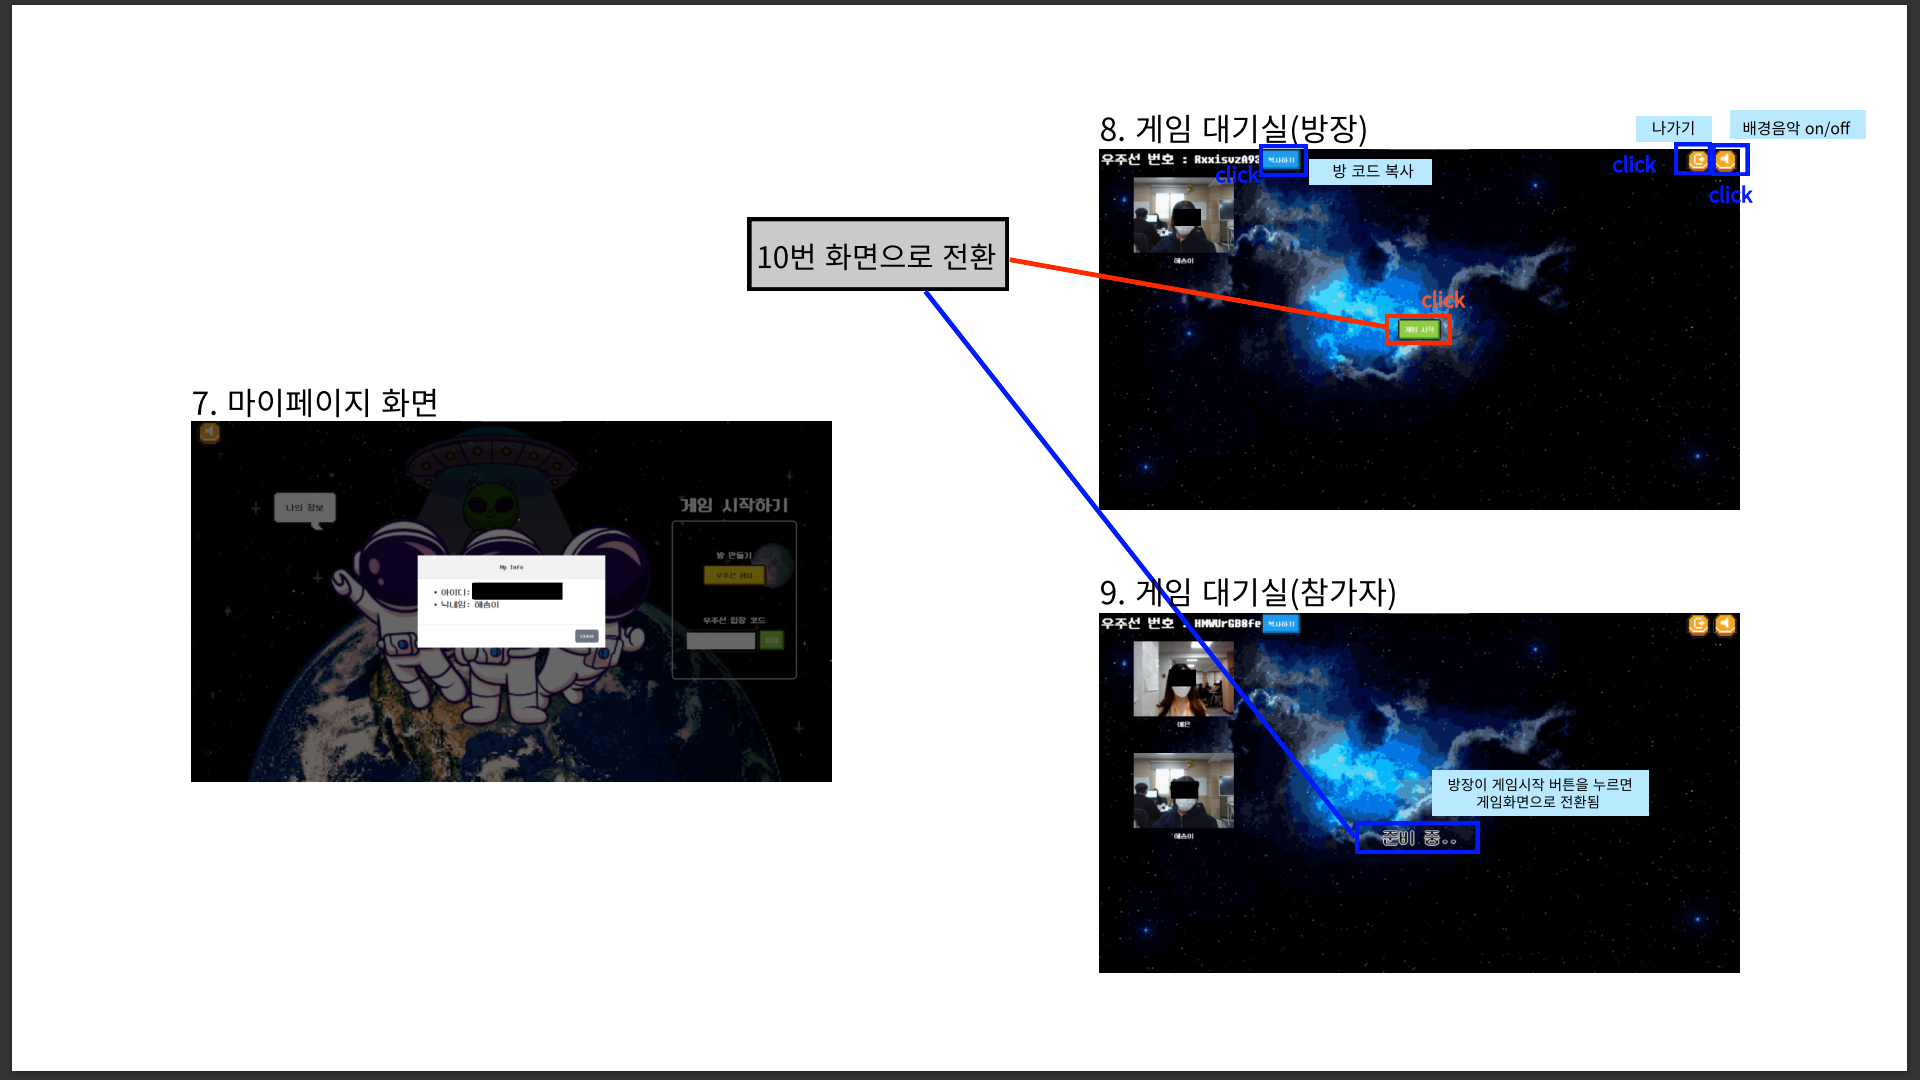 8. 게임 대기실(방장)
나가기
배경음악 on/off
우주선 번호 : RxxisvzA93
복사하기
click
방 코드 복사
click
click
해송이
10번 화면으로 전환
click
게임 시작
7. 마이페이지 화면
나의 정보
게임 시작하기
방 만들기
우주선 생성
우주선 입장 코드
입장
My Info
• 아이디:
• 닉네임: 해송이
close
9. 게임 대기실(참가자)
우주선 번호 : HMWUrGB8fe
복사하기
예은
해송이
방장이 게임시작 버튼을 누르면
게임화면으로 전환됨
준비 중..